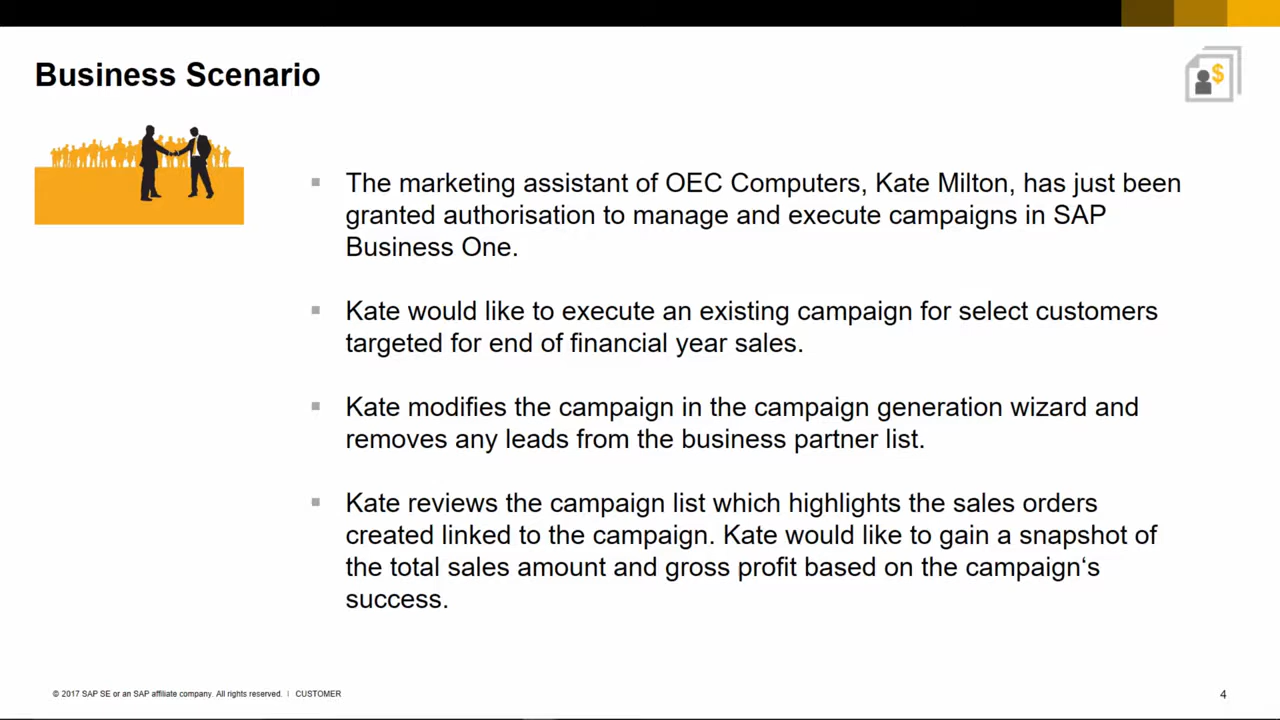 Business Scenario
$
▪ The marketing assistant of OEC Computers, Kate Milton, has just been
granted authorisation to manage and execute campaigns in SAP
Business One.
▪ Kate would like to execute an existing campaign for select customers
targeted for end of financial year sales.
▪ Kate modifies the campaign in the campaign generation wizard and
removes any leads from the business partner list.
▪ Kate reviews the campaign list which highlights the sales orders
created linked to the campaign. Kate would like to gain a snapshot of
the total sales amount and gross profit based on the campaign‘s
success.
© 2017 SAP SE or an SAP affiliate company. All rights reserved. | CUSTOMER
4